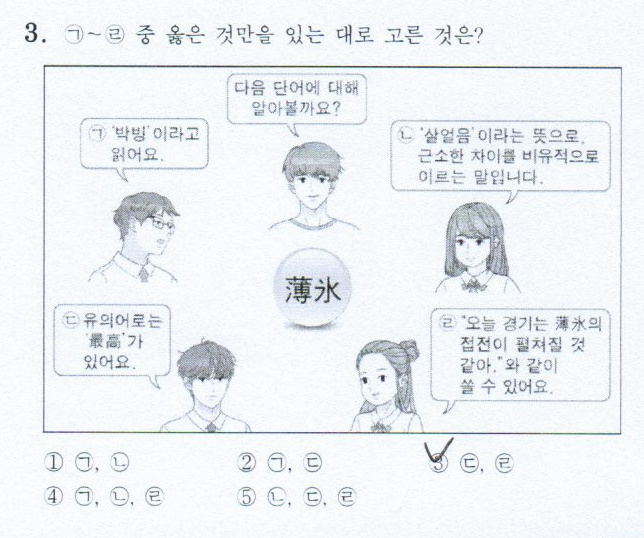 3. ㉠~㉣ 중 옳은 것만을 있는 대로 고른 것은?
다음 단어에 대해
알아볼까요?
㉠ '박빙'이라고
읽어요.
㉡ '살얼음'이라는 뜻으로,
근소한 차이를 비유적으로
이르는 말입니다.
薄氷
㉢ 유의어로는
'最高'가
있어요.
㉣ "오늘 경기는 薄氷의
접전이 펼쳐질 것
같아."와 같이
쓸 수 있어요.
① ㉠, ㉡ ② ㉠, ㉢ ③ ㉢, ㉣
④ ㉠, ㉡, ㉣ ⑤ ㉡, ㉢, ㉣